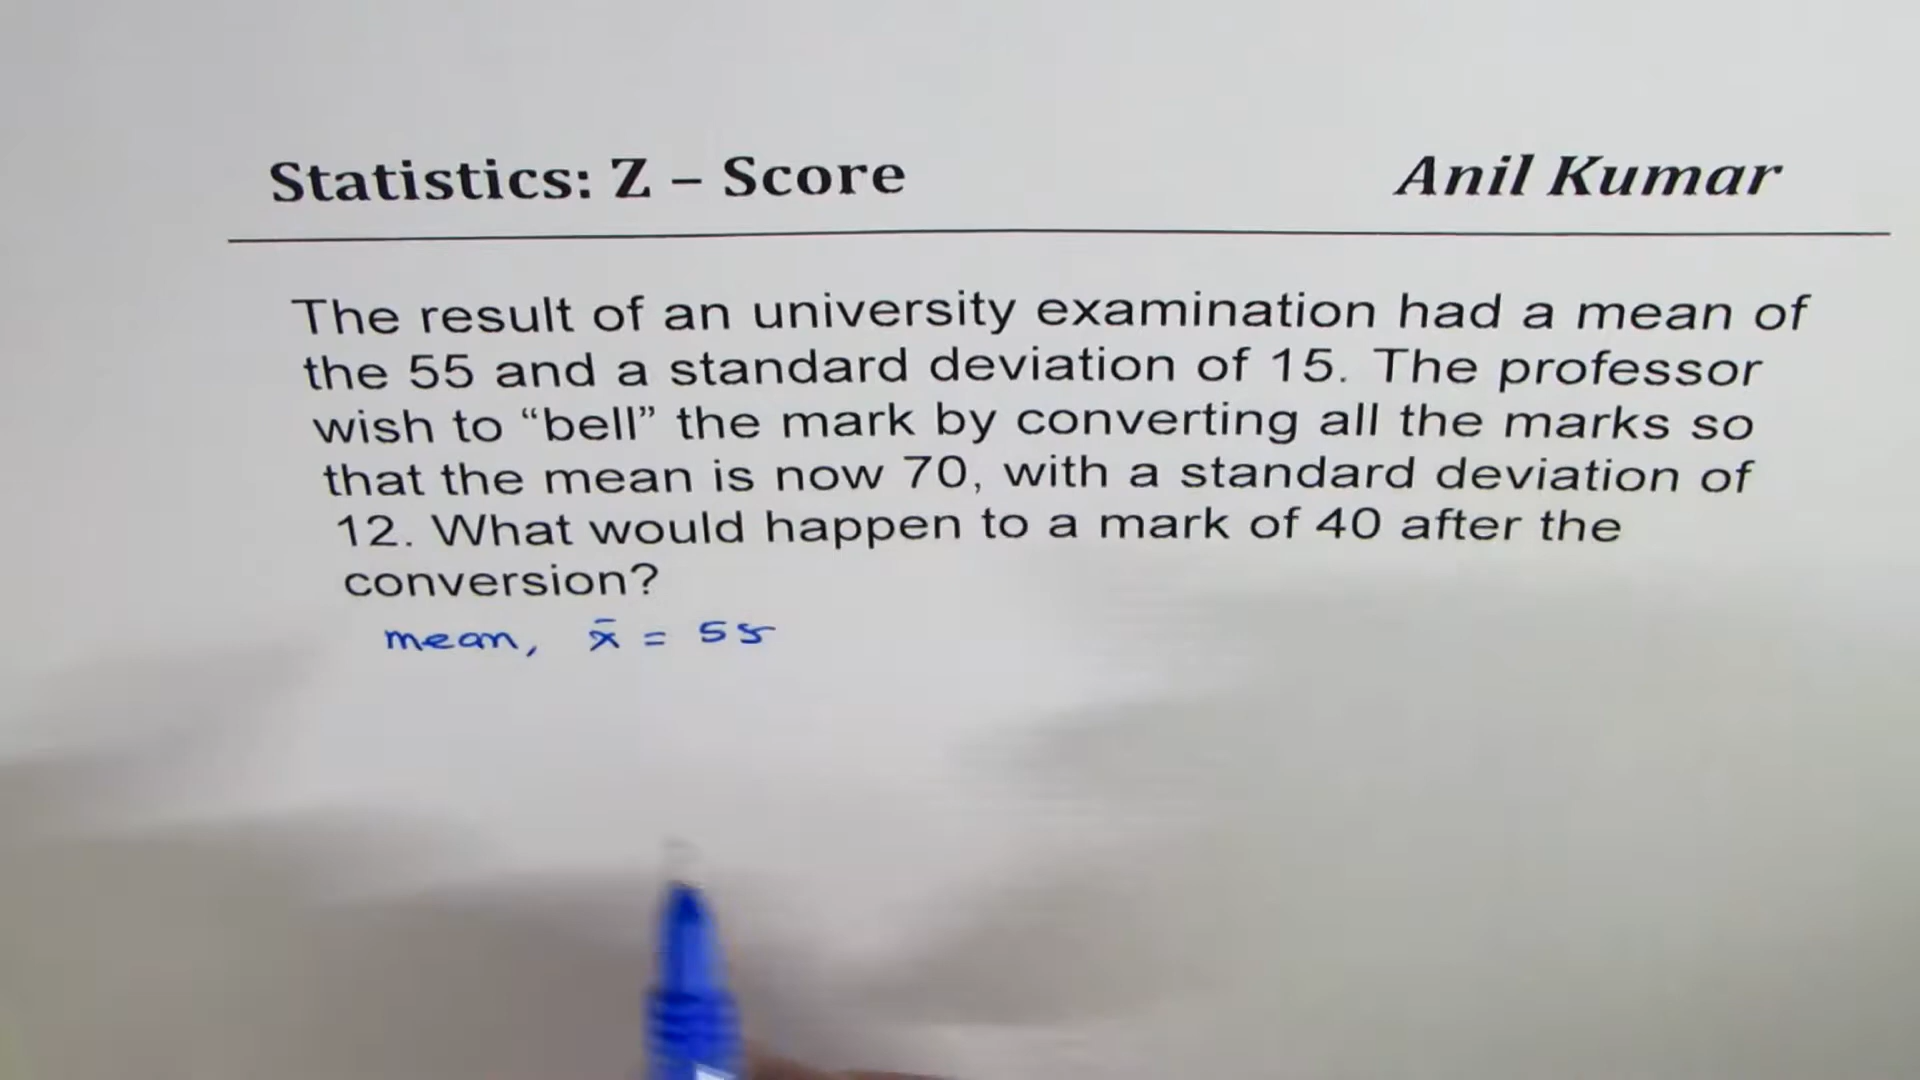 Statistics: Z – Score
Anil Kumar
The result of an university examination had a mean of
the 55 and a standard deviation of 15. The professor
wish to “bell” the mark by converting all the marks so
that the mean is now 70, with a standard deviation of
12. What would happen to a mark of 40 after the
conversion?
mean, x̄ = 55